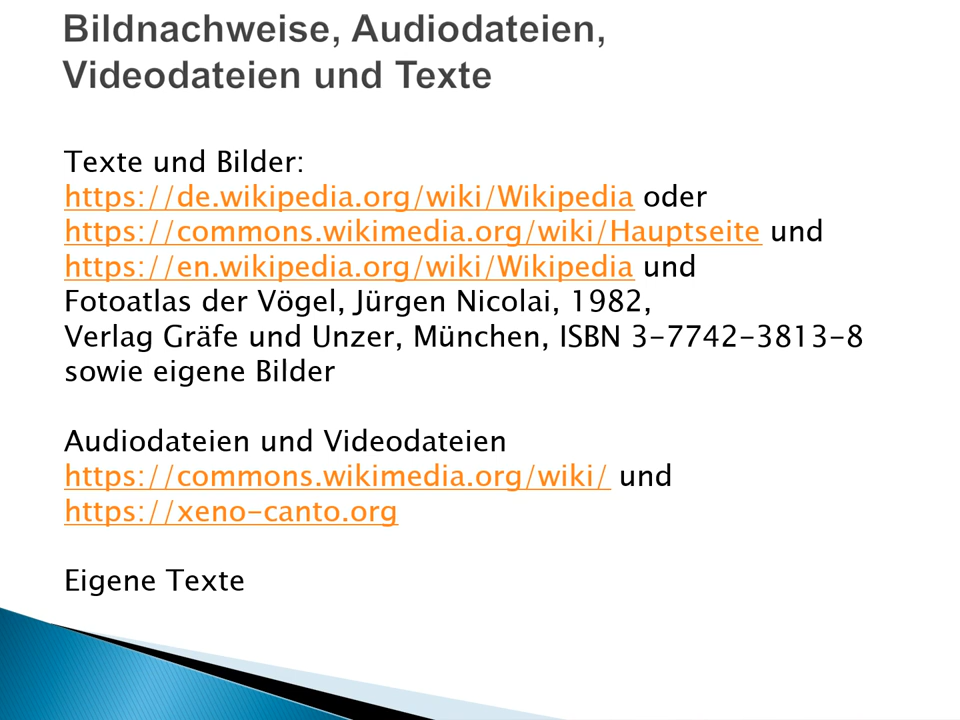 Bildnachweise, Audiodateien,
Videodateien und Texte
Texte und Bilder:
https://de.wikipedia.org/wiki/Wikipedia oder
https://commons.wikimedia.org/wiki/Hauptseite und
https://en.wikipedia.org/wiki/Wikipedia und
Fotoatlas der Vögel, Jürgen Nicolai, 1982,
Verlag Gräfe und Unzer, München, ISBN 3-7742-3813-8
sowie eigene Bilder
Audiodateien und Videodateien
https://commons.wikimedia.org/wiki/ und
https://xeno-canto.org
Eigene Texte